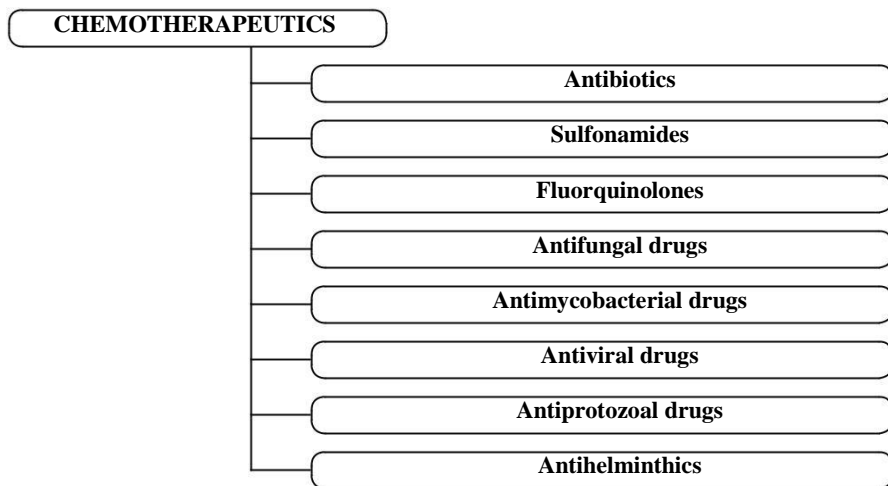 CHEMOTHERAPEUTICS
Antibiotics
Sulfonamides
Fluorquinolones
Antifungal drugs
Antimycobacterial drugs
Antiviral drugs
Antiprotozoal drugs
Antihelminthics